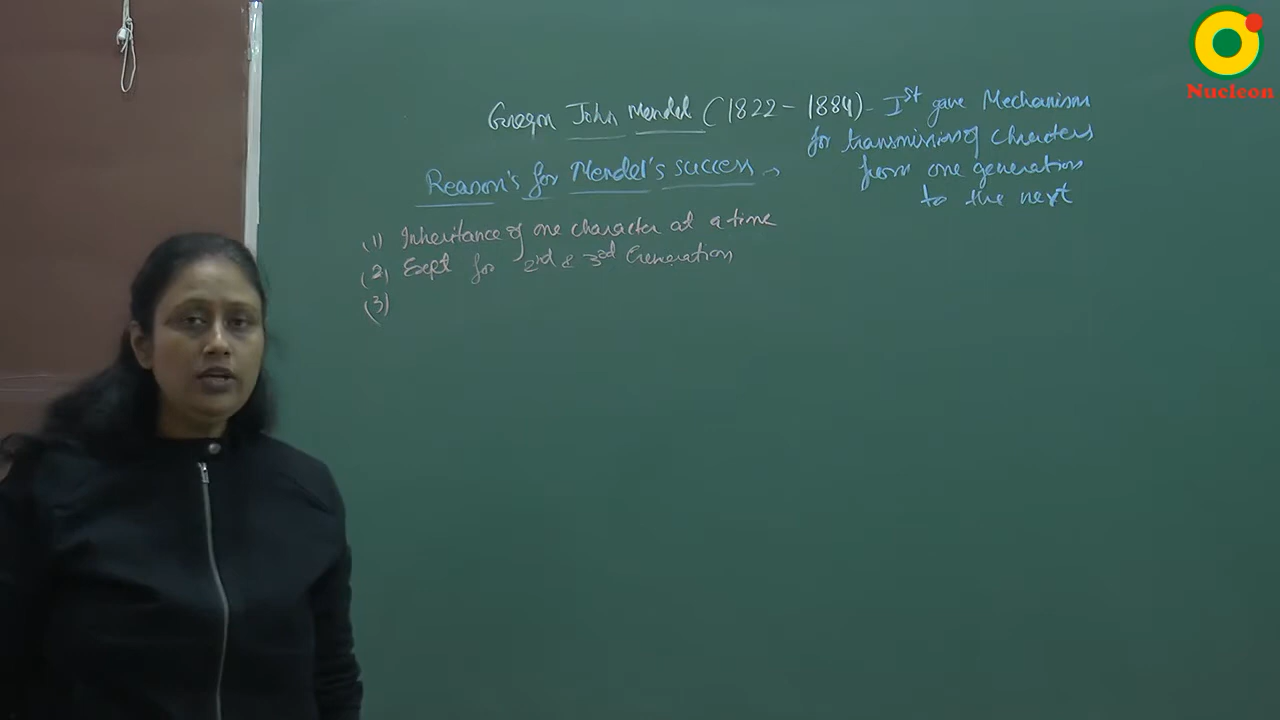 Gregor John Mendel (1822 - 1884) - Ist gave Mechanism
for transmission of characters
from one generation
to the next
Reason's for Mendel's success →
(1) Inheritance of one character at a time
(2) Expt for 2nd & 3rd Generation
(3)
Nucleon